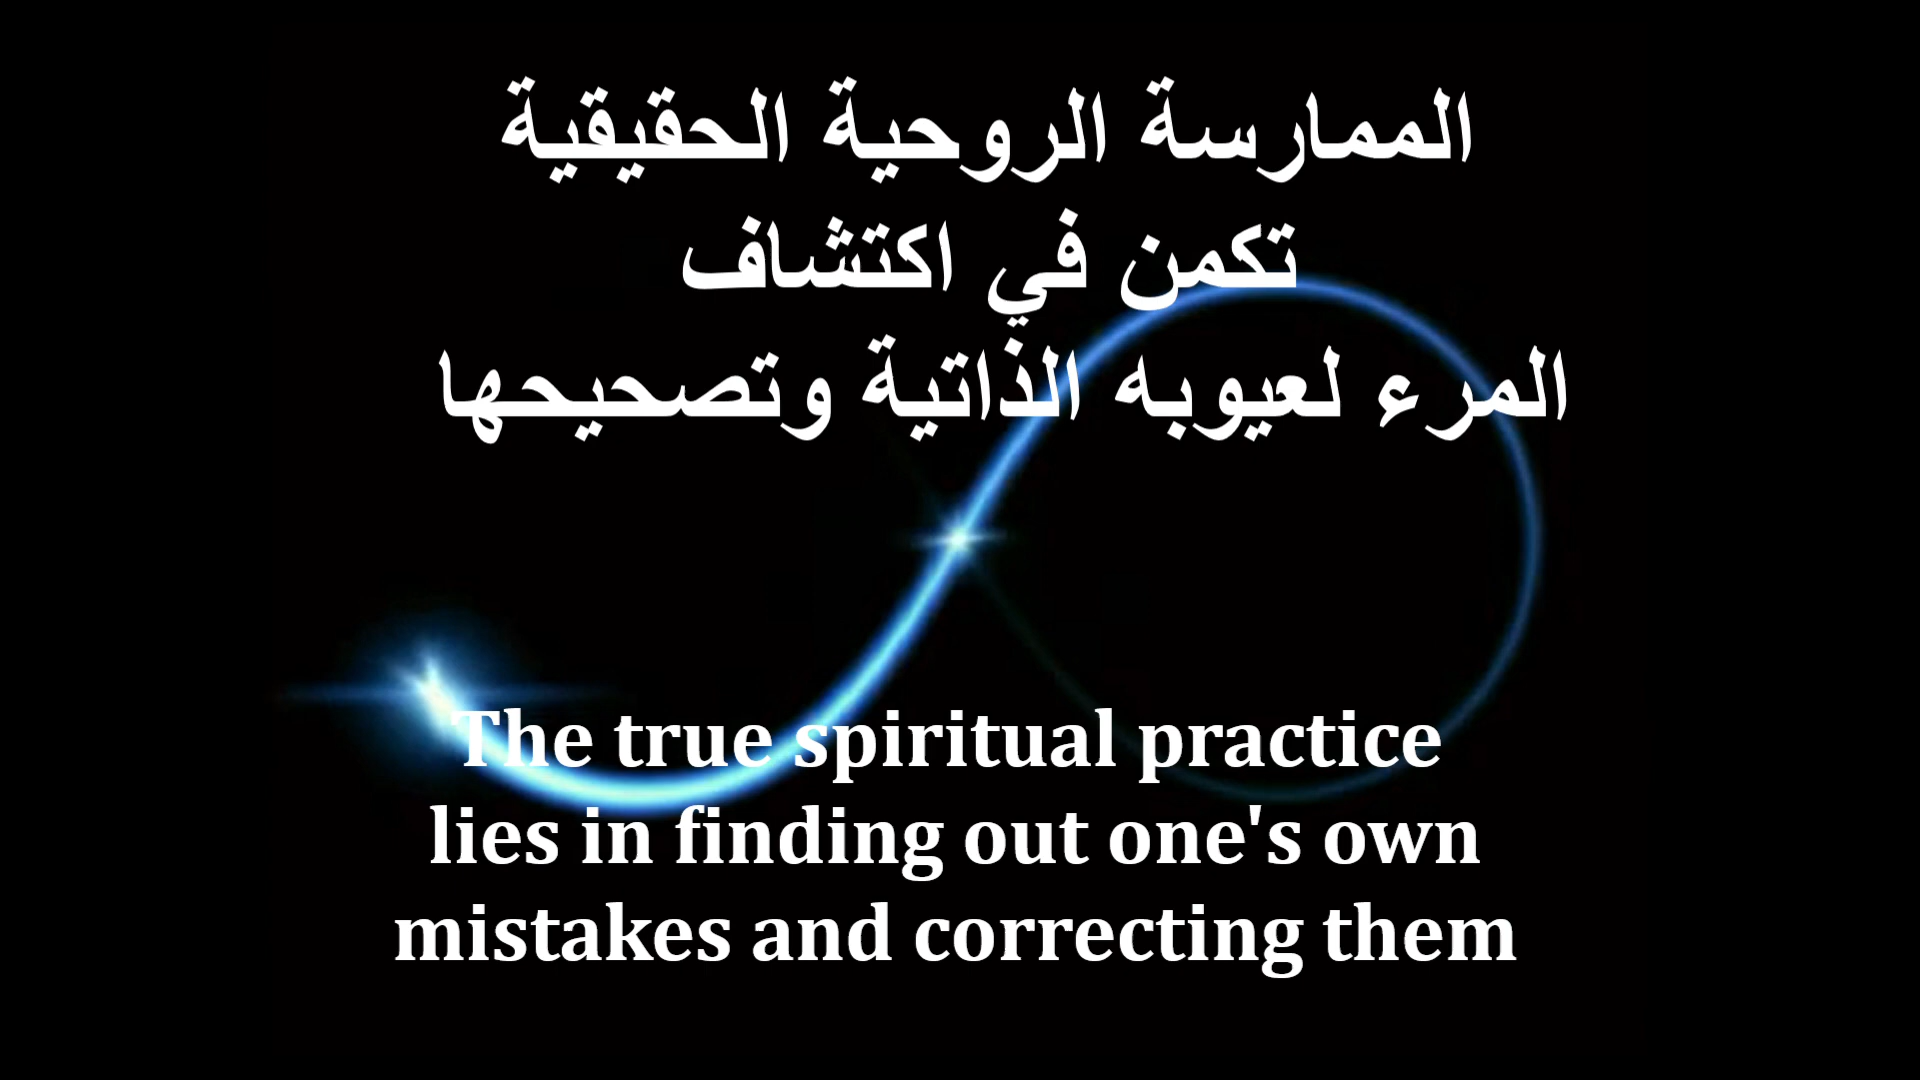 الممارسة الروحية الحقيقية
تكمن في اكتشاف
المرء لعيوبه الذاتية وتصحيحها
The true spiritual practice
lies in finding out one's own
mistakes and correcting them